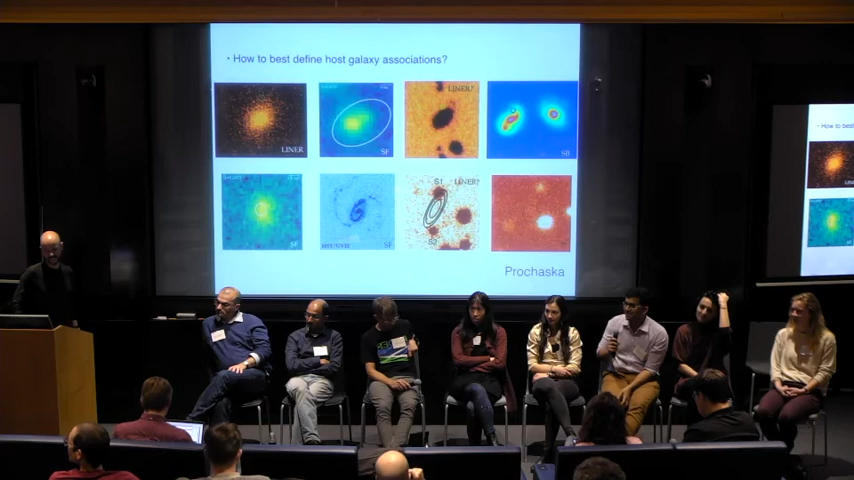 • How to best define host galaxy associations?
LINER
SF
LINER?
SB
SF
SF
S1
LINER?
S2
Prochaska
• How to best